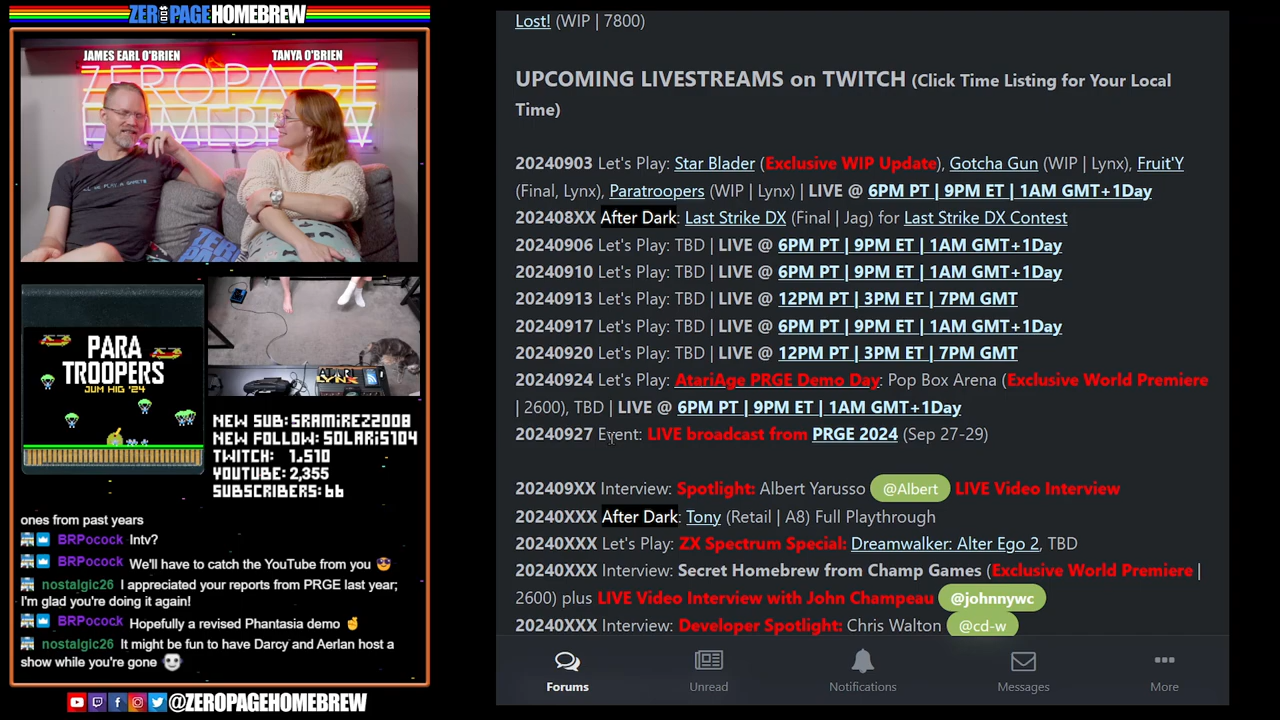 ZEROPAGEHOMEBREW
JAMES EARL O'BRIEN
TANYA O'BRIEN
ZEROPAGE
HOMEBREW
PARA
TROOPERS
JUM HIG '24
ATARI
LYNX
NEW SUB: SRAMIREZ2008
NEW FOLLOW: SOLARIS104
TWITCH: 1,510
YOUTUBE: 2,355
SUBSCRIBERS: 66
ones from past years
BRPocock Intv?
BRPocock We'll have to catch the YouTube from you 😎
nostalgic26 I appreciated your reports from PRGE last year;
I'm glad you're doing it again!
BRPocock Hopefully a revised Phantasia demo 🤞
nostalgic26 It might be fun to have Darcy and Aerlan host a
show while you're gone
@ZEROPAGEHOMEBREW
Lost! (WIP | 7800)
UPCOMING LIVESTREAMS on TWITCH (Click Time Listing for Your Local
Time)
20240903 Let's Play: Star Blader (Exclusive WIP Update), Gotcha Gun (WIP | Lynx), Fruit'Y
(Final, Lynx), Paratroopers (WIP | Lynx) | LIVE @ 6PM PT | 9PM ET | 1AM GMT+1Day
202408XX After Dark: Last Strike DX (Final | Jag) for Last Strike DX Contest
20240906 Let's Play: TBD | LIVE @ 6PM PT | 9PM ET | 1AM GMT+1Day
20240910 Let's Play: TBD | LIVE @ 6PM PT | 9PM ET | 1AM GMT+1Day
20240913 Let's Play: TBD | LIVE @ 12PM PT | 3PM ET | 7PM GMT
20240917 Let's Play: TBD | LIVE @ 6PM PT | 9PM ET | 1AM GMT+1Day
20240920 Let's Play: TBD | LIVE @ 12PM PT | 3PM ET | 7PM GMT
20240924 Let's Play: AtariAge PRGE Demo Day: Pop Box Arena (Exclusive World Premiere
| 2600), TBD | LIVE @ 6PM PT | 9PM ET | 1AM GMT+1Day
20240927 Event: LIVE broadcast from PRGE 2024 (Sep 27-29)
202409XX Interview: Spotlight: Albert Yarusso @Albert LIVE Video Interview
20240XXX After Dark: Tony (Retail | A8) Full Playthrough
20240XXX Let's Play: ZX Spectrum Special: Dreamwalker: Alter Ego 2, TBD
20240XXX Interview: Secret Homebrew from Champ Games (Exclusive World Premiere |
2600) plus LIVE Video Interview with John Champeau @johnnywc
20240XXX Interview: Developer Spotlight: Chris Walton @cd-w
Forums
Unread
Notifications
Messages
More